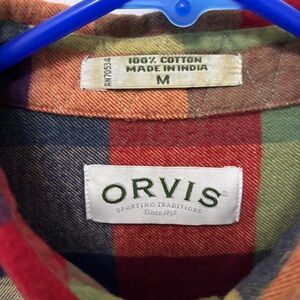 100% COTTON
MADE IN INDIA
M
RN70534
ORVIS
SPORTING TRADITIONS
Since 1856